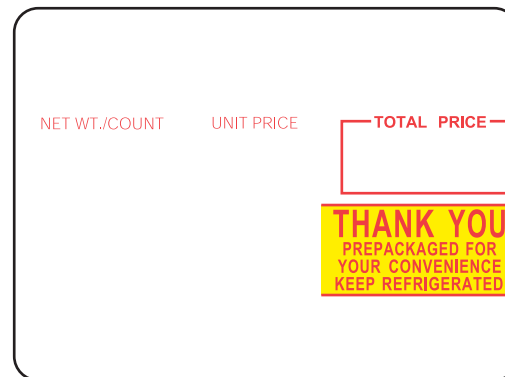 NET WT./COUNT UNIT PRICE TOTAL PRICE
THANK YOU
PREPACKAGED FOR
YOUR CONVENIENCE
KEEP REFRIGERATED